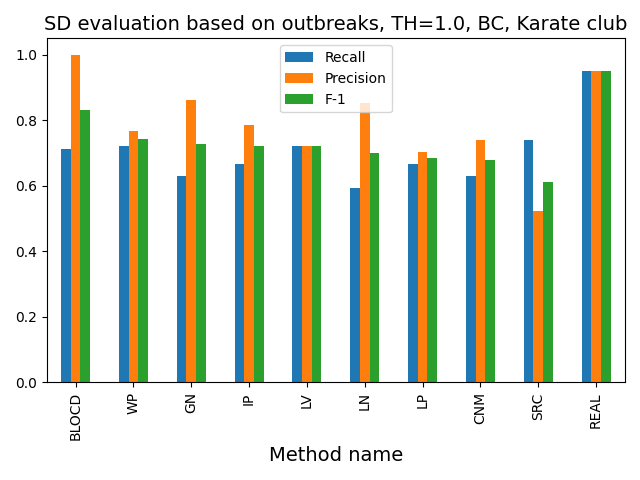 SD evaluation based on outbreaks, TH=1.0, BC, Karate club
Recall
Precision
F-1
1.0
0.8
0.6
0.4
0.2
0.0
BLOCD
WP
GN
IP
LV
LN
LP
CNM
SRC
REAL
Method name